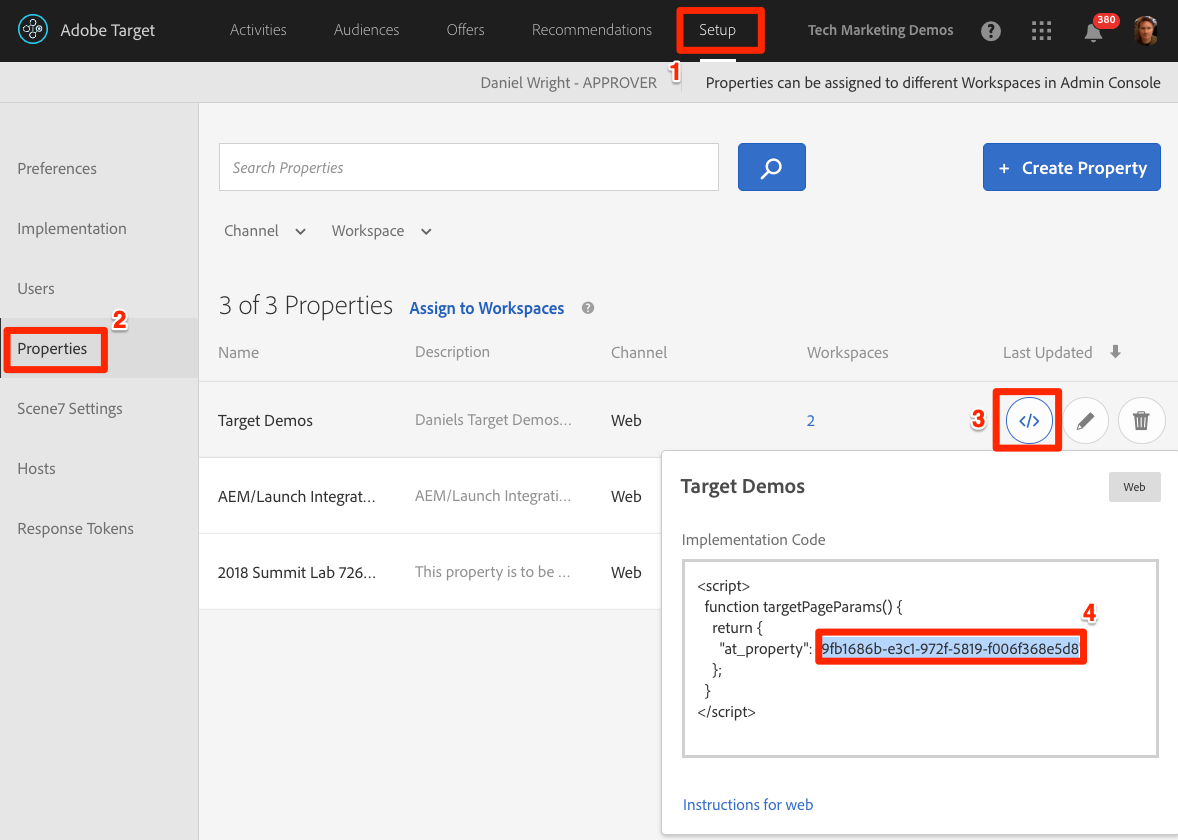 Adobe Target
Activities
Audiences
Offers
Recommendations
Setup
Tech Marketing Demos
?
380
1
Daniel Wright - APPROVER
Properties can be assigned to different Workspaces in Admin Console
Preferences
Implementation
Users
2
Properties
Scene7 Settings
Hosts
Response Tokens
Search Properties
+ Create Property
Channel
Workspace
3 of 3 Properties
Assign to Workspaces
?
Name
Description
Channel
Workspaces
Last Updated
Target Demos
Daniels Target Demos...
Web
2
3
</>
AEM/Launch Integrat...
AEM/Launch Integrati...
Web
2018 Summit Lab 726...
This property is to be ...
Web
Target Demos
Web
Implementation Code
<script>
function targetPageParams() {
return {
"at_property": 9fb1686b-e3c1-972f-5819-f006f368e5d8
4
};
}
</script>
Instructions for web